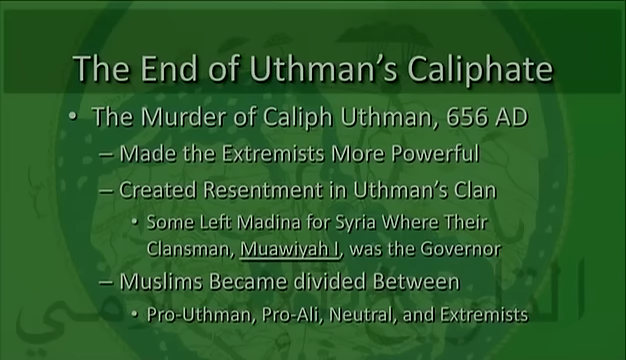 The End of Uthman's Caliphate
• The Murder of Caliph Uthman, 656 AD
– Made the Extremists More Powerful
– Created Resentment in Uthman's Clan
• Some Left Madina for Syria Where Their
Clansman, Muawiyah I, was the Governor
– Muslims Became divided Between
• Pro-Uthman, Pro-Ali, Neutral, and Extremists